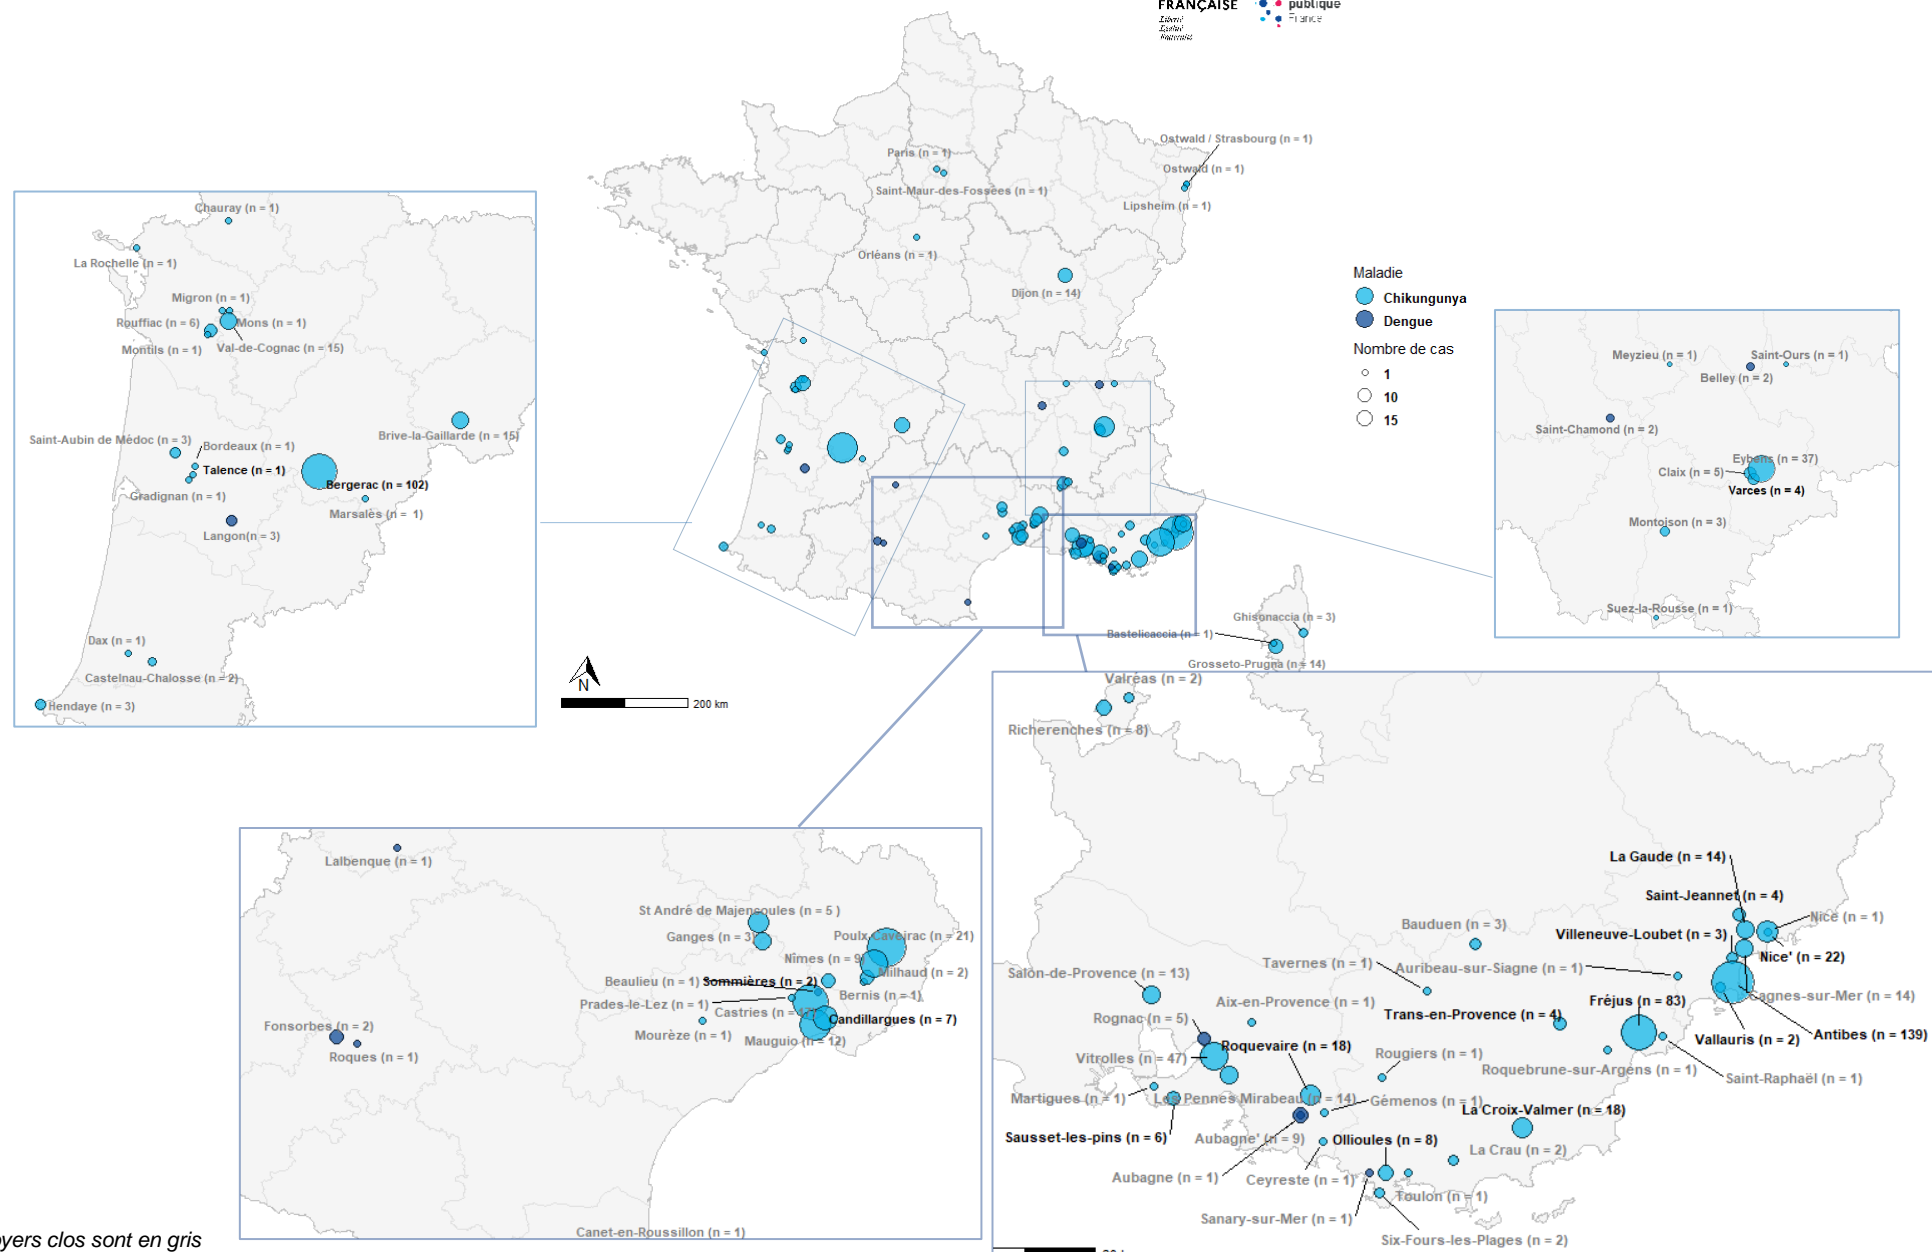 FRANÇAISE
Liberté
Égalité
Fraternité
publique
France
Paris (n = 1)
Saint-Maur-des-Fossées (n = 1)
Ostwald / Strasbourg (n = 1)
Ostwald (n = 1)
Lipsheim (n = 1)
Orléans (n = 1)
Dijon (n = 14)
Maladie
Chikungunya
Dengue
Nombre de cas
1
10
15
Chauray (n = 1)
La Rochelle (n = 1)
Migron (n = 1)
Rouffiac (n = 6)
Mons (n = 1)
Montils (n = 1)
Val-de-Cognac (n = 15)
Brive-la-Gaillarde (n = 15)
Saint-Aubin de Médoc (n = 3)
Bordeaux (n = 1)
Talence (n = 1)
Bergerac (n = 102)
Gradignan (n = 1)
Marsalès (n = 1)
Langon(n = 3)
Dax (n = 1)
Castelnau-Chalosse (n = 2)
Hendaye (n = 3)
Meyzieu (n = 1)
Saint-Ours (n = 1)
Belley (n = 2)
Saint-Chamond (n = 2)
Eybens (n = 37)
Claix (n = 5)
Varces (n = 4)
Montoison (n = 3)
Suez-la-Rousse (n = 1)
Ghisonaccia (n = 3)
Bastelicaccia (n = 1)
Grosseto-Prugna (n = 14)
N
200 km
Lalbenque (n = 1)
St André de Majencoules (n = 5 )
Ganges (n = 3)
Poulx,Caveirac (n = 21)
Nîmes (n = 9)
Milhaud (n = 2)
Beaulieu (n = 1)
Sommières (n = 2)
Bernis (n = 1)
Prades-le-Lez (n = 1)
Castries (n = 17)
Candillargues (n = 7)
Mourèze (n = 1)
Mauguio (n = 12)
Fonsorbes (n = 2)
Roques (n = 1)
Canet-en-Roussillon (n = 1)
Valréas (n = 2)
Richerenches (n = 8)
La Gaude (n = 14)
Saint-Jeannet (n = 4)
Nice (n = 1)
Bauduen (n = 3)
Villeneuve-Loubet (n = 3)
Nice' (n = 22)
Tavernes (n = 1)
Auribeau-sur-Siagne (n = 1)
Salon-de-Provence (n = 13)
Cagnes-sur-Mer (n = 14)
Aix-en-Provence (n = 1)
Fréjus (n = 83)
Trans-en-Provence (n = 4)
Rognac (n = 5)
Antibes (n = 139)
Vallauris (n = 2)
Roquevaire (n = 18)
Vitrolles (n = 47)
Rougiers (n = 1)
Roquebrune-sur-Argens (n = 1)
Saint-Raphaël (n = 1)
Martigues (n = 1)
Les Pennes Mirabeau (n = 14)
Gémenos (n = 1)
La Croix-Valmer (n = 18)
Sausset-les-pins (n = 6)
Aubagne' (n = 9)
Ollioules (n = 8)
La Crau (n = 2)
Aubagne (n = 1)
Ceyreste (n = 1)
Toulon (n = 1)
Sanary-sur-Mer (n = 1)
Six-Fours-les-Plages (n = 2)
yers clos sont en gris